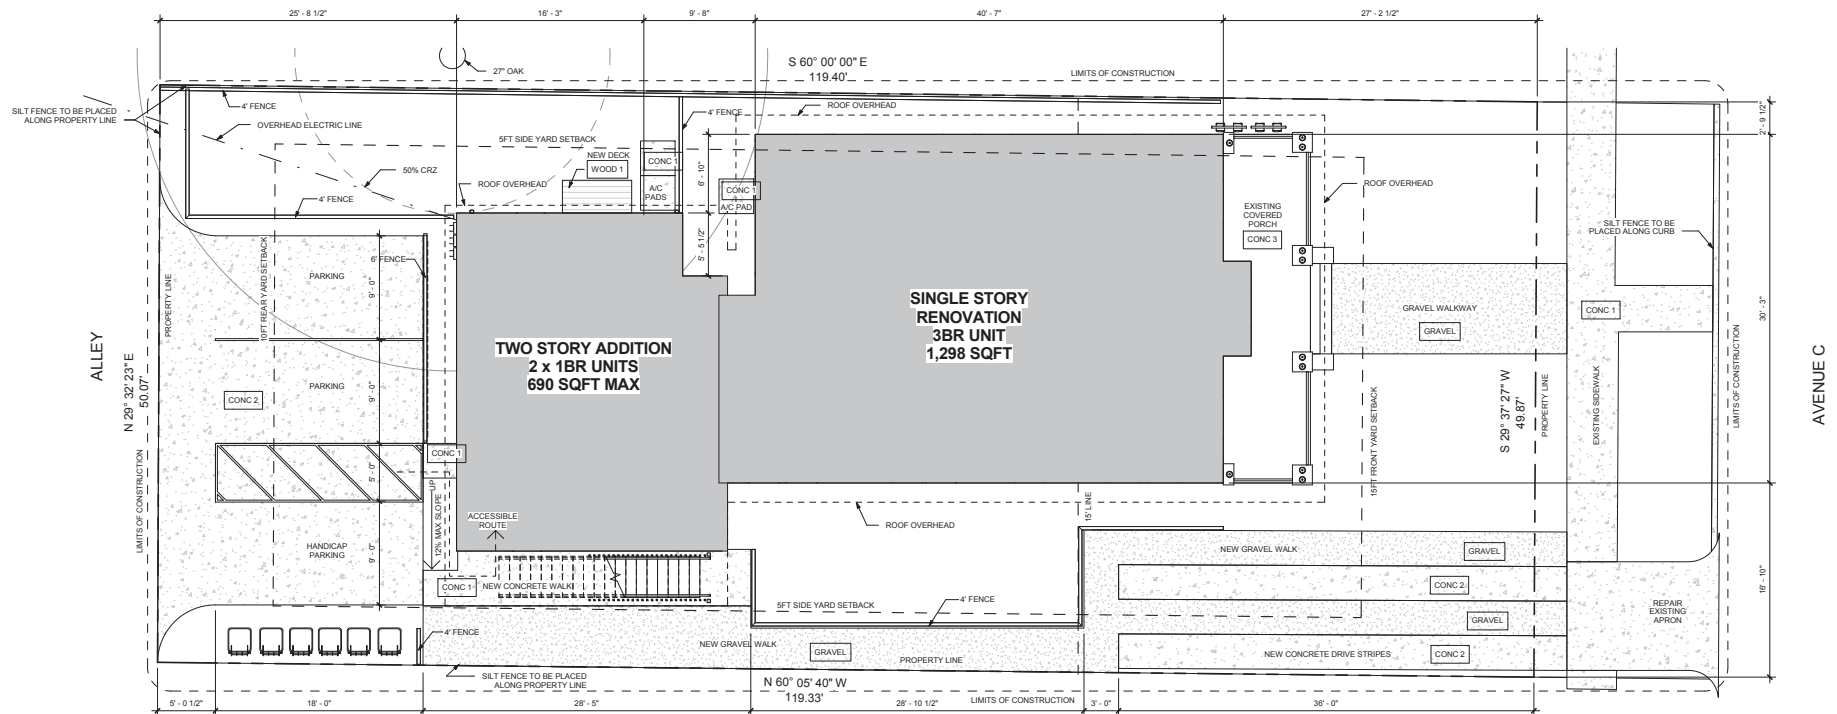 25' - 8 1/2"
16' - 3"
9' - 8"
40' - 7"
27' - 2 1/2"
27" OAK
S 60° 00' 00" E
119.40'
LIMITS OF CONSTRUCTION
SILT FENCE TO BE PLACED
ALONG PROPERTY LINE
4' FENCE
OVERHEAD ELECTRIC LINE
50% CRZ
4' FENCE
ROOF OVERHEAD
5FT SIDE YARD SETBACK
NEW DECK
WOOD 1
CONC 1
A/C
PADS
4' FENCE
ROOF OVERHEAD
6' - 10"
CONC 1
A/C PAD
5' - 5 1/2"
EXISTING
COVERED
PORCH
CONC 3
ROOF OVERHEAD
SILT FENCE TO BE
PLACED ALONG CURB
2' - 9 1/2"
30' - 3"
16' - 10"
ALLEY
N 29° 32' 23" E
50.07'
PROPERTY LINE
10FT REAR YARD SETBACK
PARKING
9' - 0"
6' FENCE
PARKING
9' - 0"
CONC 2
5' - 0"
HANDICAP
PARKING
9' - 0"
LIMITS OF CONSTRUCTION
CONC 1
UP
12% MAX SLOPE
ACCESSIBLE
ROUTE
CONC 1
NEW CONCRETE WALK
TWO STORY ADDITION
2 x 1BR UNITS
690 SQFT MAX
SINGLE STORY
RENOVATION
3BR UNIT
1,298 SQFT
GRAVEL WALKWAY
GRAVEL
CONC 1
S 29° 37' 27" W
49.87'
PROPERTY LINE
15FT FRONT YARD SETBACK
EXISTING SIDEWALK
LIMITS OF CONSTRUCTION
AVENUE C
ROOF OVERHEAD
15' LINE
NEW GRAVEL WALK
GRAVEL
CONC 2
GRAVEL
NEW CONCRETE DRIVE STRIPES
CONC 2
REPAIR
EXISTING
APRON
5FT SIDE YARD SETBACK
4' FENCE
4' FENCE
NEW GRAVEL WALK
GRAVEL
PROPERTY LINE
SILT FENCE TO BE PLACED
ALONG PROPERTY LINE
N 60° 05' 40" W
119.33'
LIMITS OF CONSTRUCTION
5' - 0 1/2"
18' - 0"
28' - 5"
28' - 10 1/2"
3' - 0"
36' - 0"